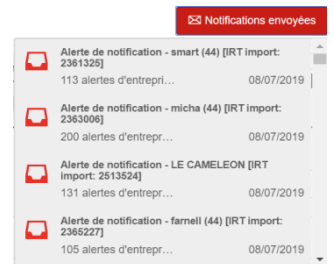 Notifications envoyées
Alerte de notification - smart (44) [IRT import:
2361325]
113 alertes d'entrepri... 08/07/2019
Alerte de notification - micha (44) [IRT import:
2363006]
200 alertes d'entrepr... 08/07/2019
Alerte de notification - LE CAMELEON [IRT
import: 2513524]
131 alertes d'entrepr... 08/07/2019
Alerte de notification - farnell (44) [IRT import:
2365227]
105 alertes d'entrepr... 08/07/2019